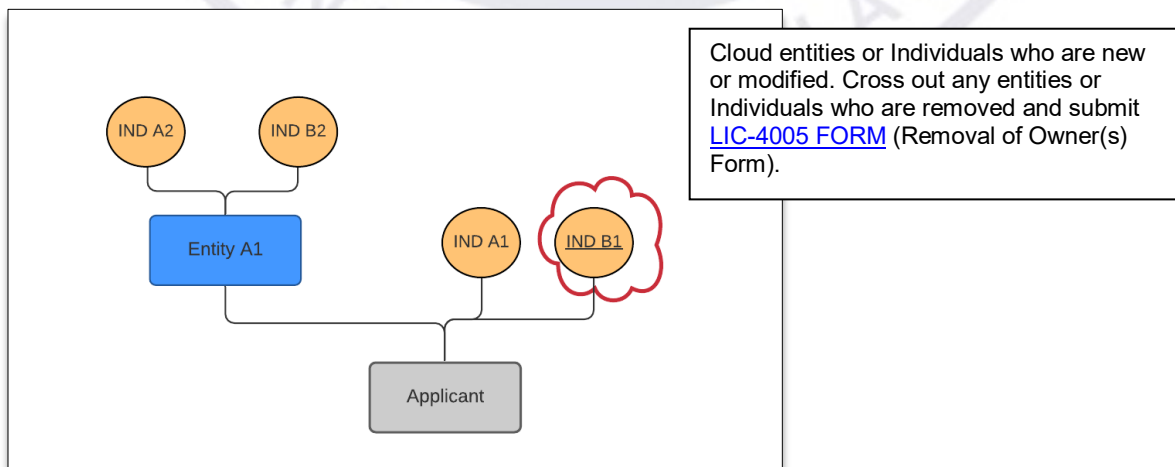 Cloud entities or Individuals who are new
or modified. Cross out any entities or
Individuals who are removed and submit
LIC-4005 FORM (Removal of Owner(s)
Form).
IND A2
IND B2
Entity A1
IND A1
IND B1
Applicant